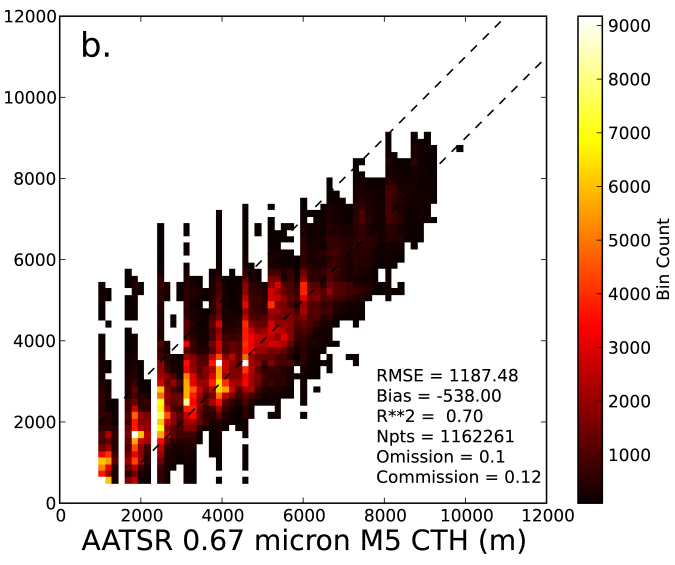 12000
10000
8000
6000
4000
2000
0
b.
RMSE = 1187.48
Bias = -538.00
R**2 = 0.70
Npts = 1162261
Omission = 0.1
Commission = 0.12
0 2000 4000 6000 8000 10000 12000
AATSR 0.67 micron M5 CTH (m)
9000
8000
7000
6000
5000
4000
3000
2000
1000
Bin Count